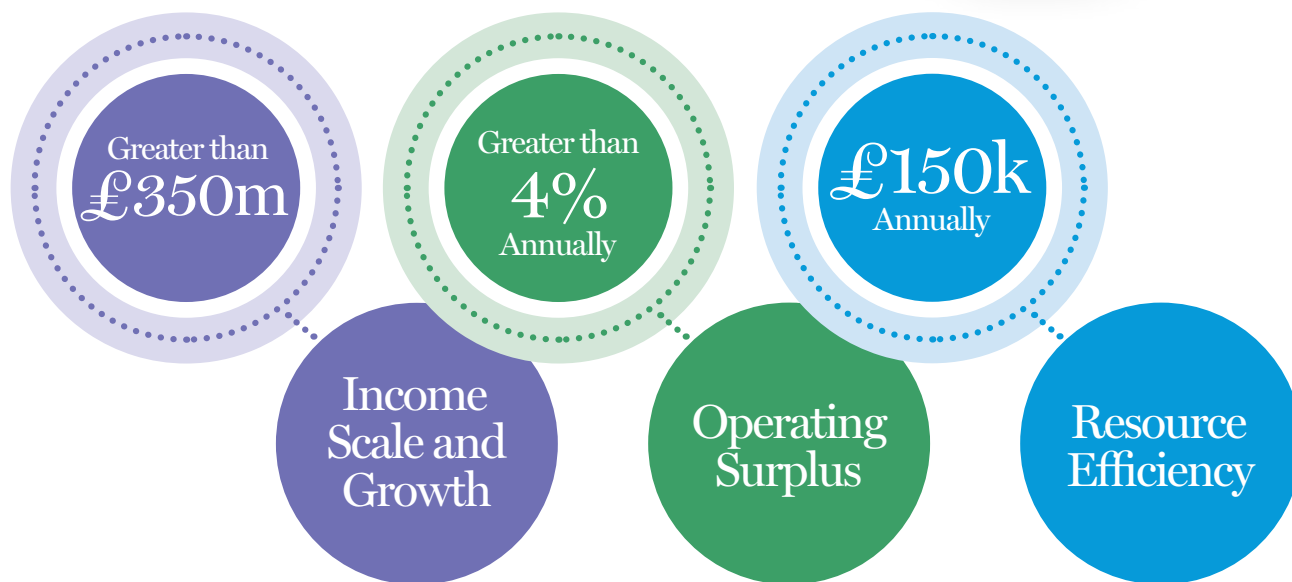 Greater than
£350m
Greater than
4%
Annually
£150k
Annually
Income
Scale and
Growth
Operating
Surplus
Resource
Efficiency